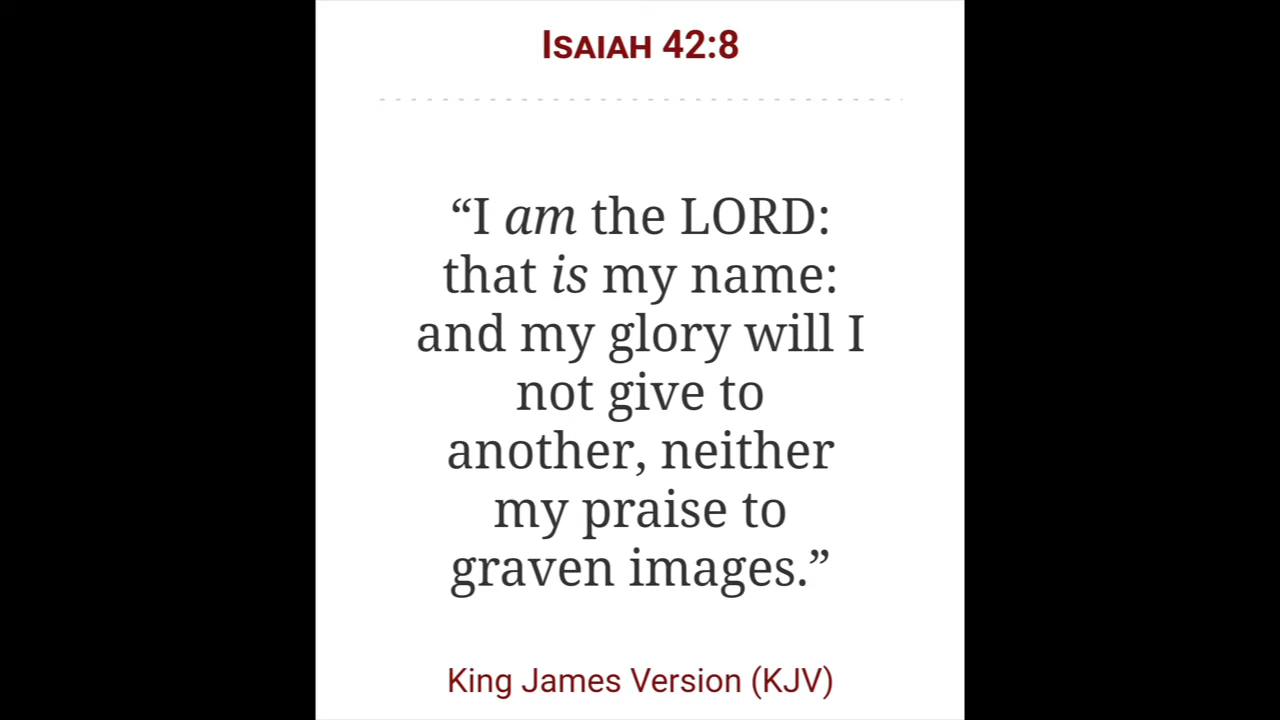 Isaiah 42:8
“I am the LORD:
that is my name:
and my glory will I
not give to
another, neither
my praise to
graven images.”
King James Version (KJV)